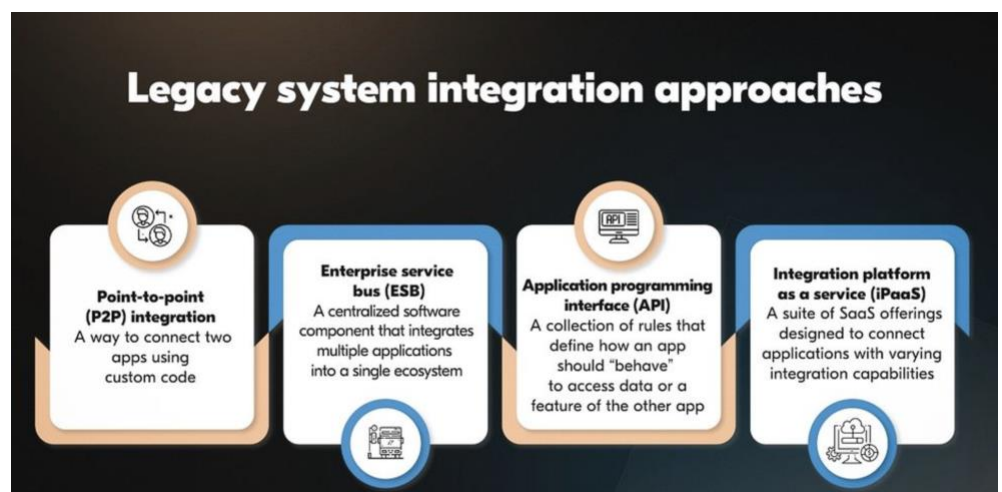 Legacy system integration approaches
Point-to-point
(P2P) integration
A way to connect two
apps using
custom code
Enterprise service
bus (ESB)
A centralized software
component that integrates
multiple applications
into a single ecosystem
API
Application programming
interface (API)
A collection of rules that
define how an app
should “behave”
to access data or a
feature of the other app
Integration platform
as a service (iPaaS)
A suite of SaaS offerings
designed to connect
applications with varying
integration capabilities